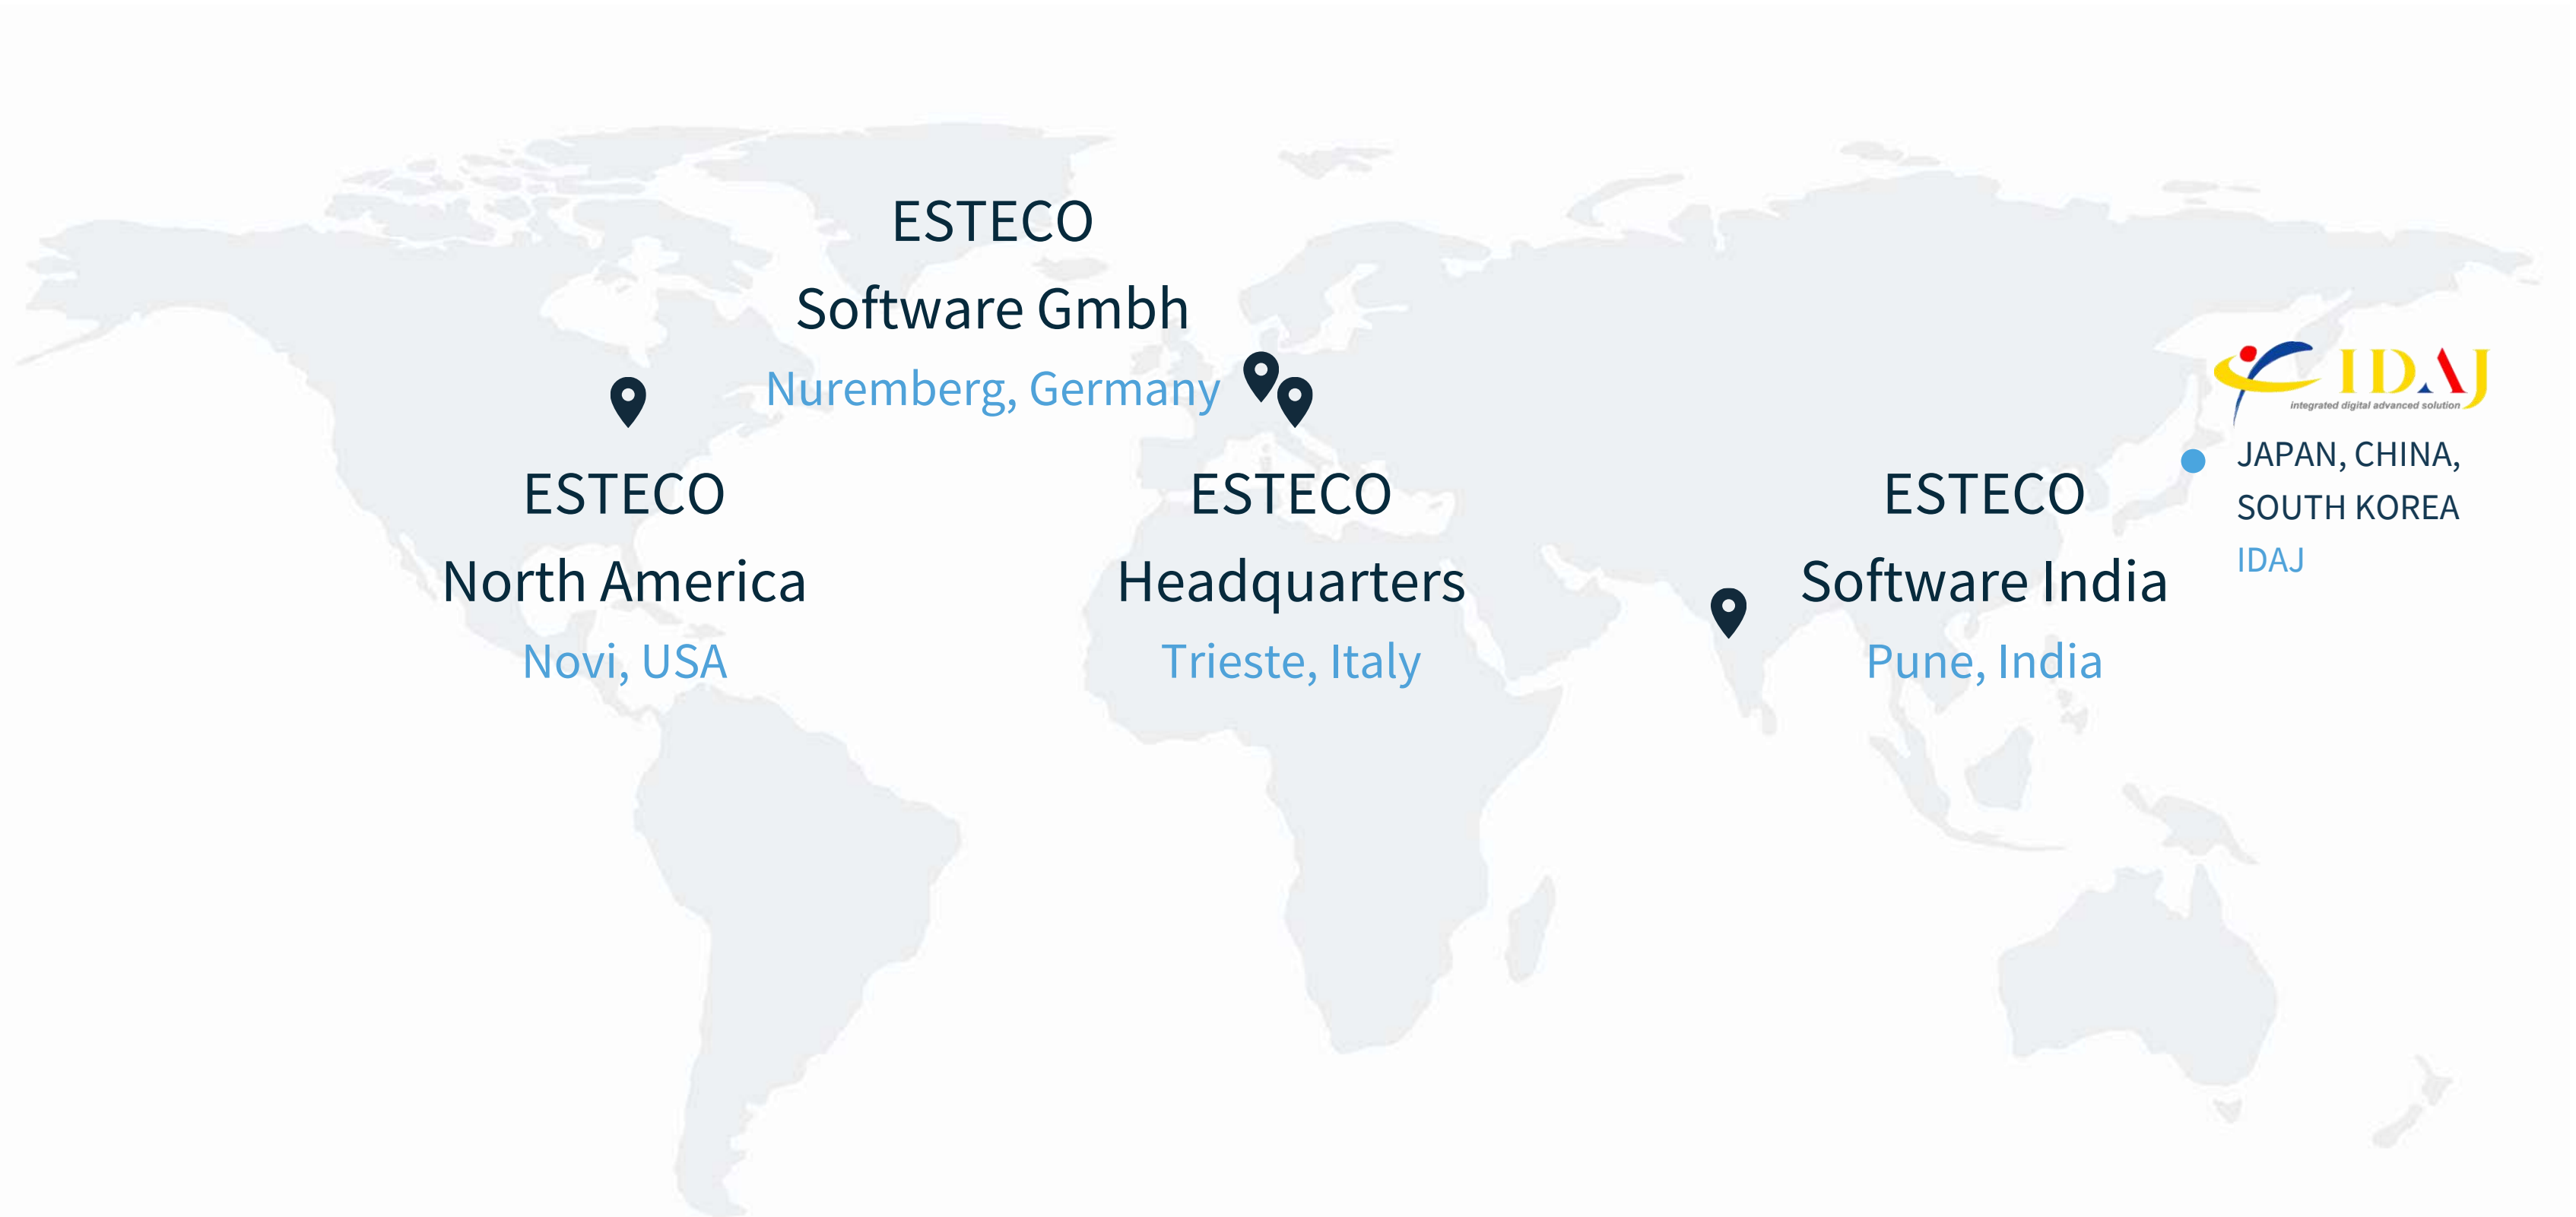 ESTECO
Software Gmbh
Nuremberg, Germany
ESTECO
North America
Novi, USA
ESTECO
Headquarters
Trieste, Italy
ESTECO
Software India
Pune, India
IDAJ
integrated digital advanced solution
JAPAN, CHINA,
SOUTH KOREA
IDAJ